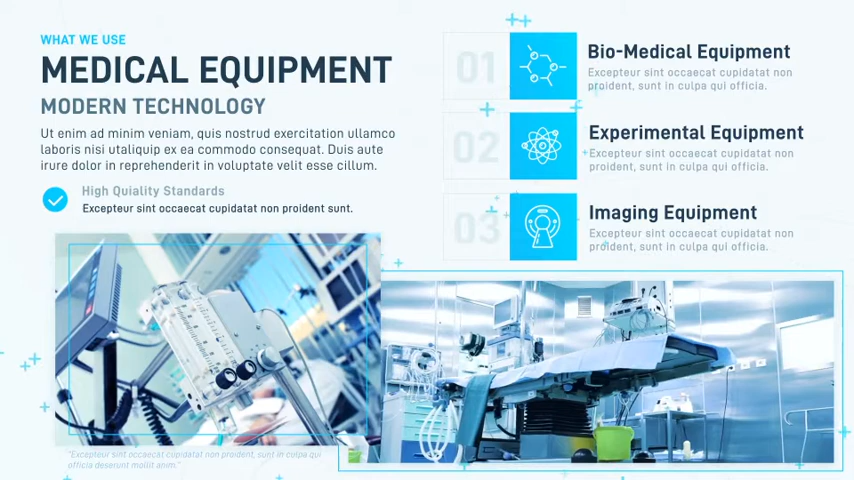 WHAT WE USE
MEDICAL EQUIPMENT
MODERN TECHNOLOGY
Ut enim ad minim veniam, quis nostrud exercitation ullamco
laboris nisi utaliquip ex ea commodo consequat. Duis aute
irure dolor in reprehenderit in voluptate velit esse cillum.
High Quiality Standards
Excepteur sint occaecat cupidatat non proident sunt.
"Excepteur sint occaecat cupidatat non proident, sunt in culpa qui
officia deserunt mollit anim."
01
Bio-Medical Equipment
Excepteur sint occaecat cupidatat non
proident, sunt in culpa qui officia.
02
Experimental Equipment
Excepteur sint occaecat cupidatat non
proident, sunt in culpa qui officia.
03
Imaging Equipment
Excepteur sint occaecat cupidatat non
proident, sunt in culpa qui officia.